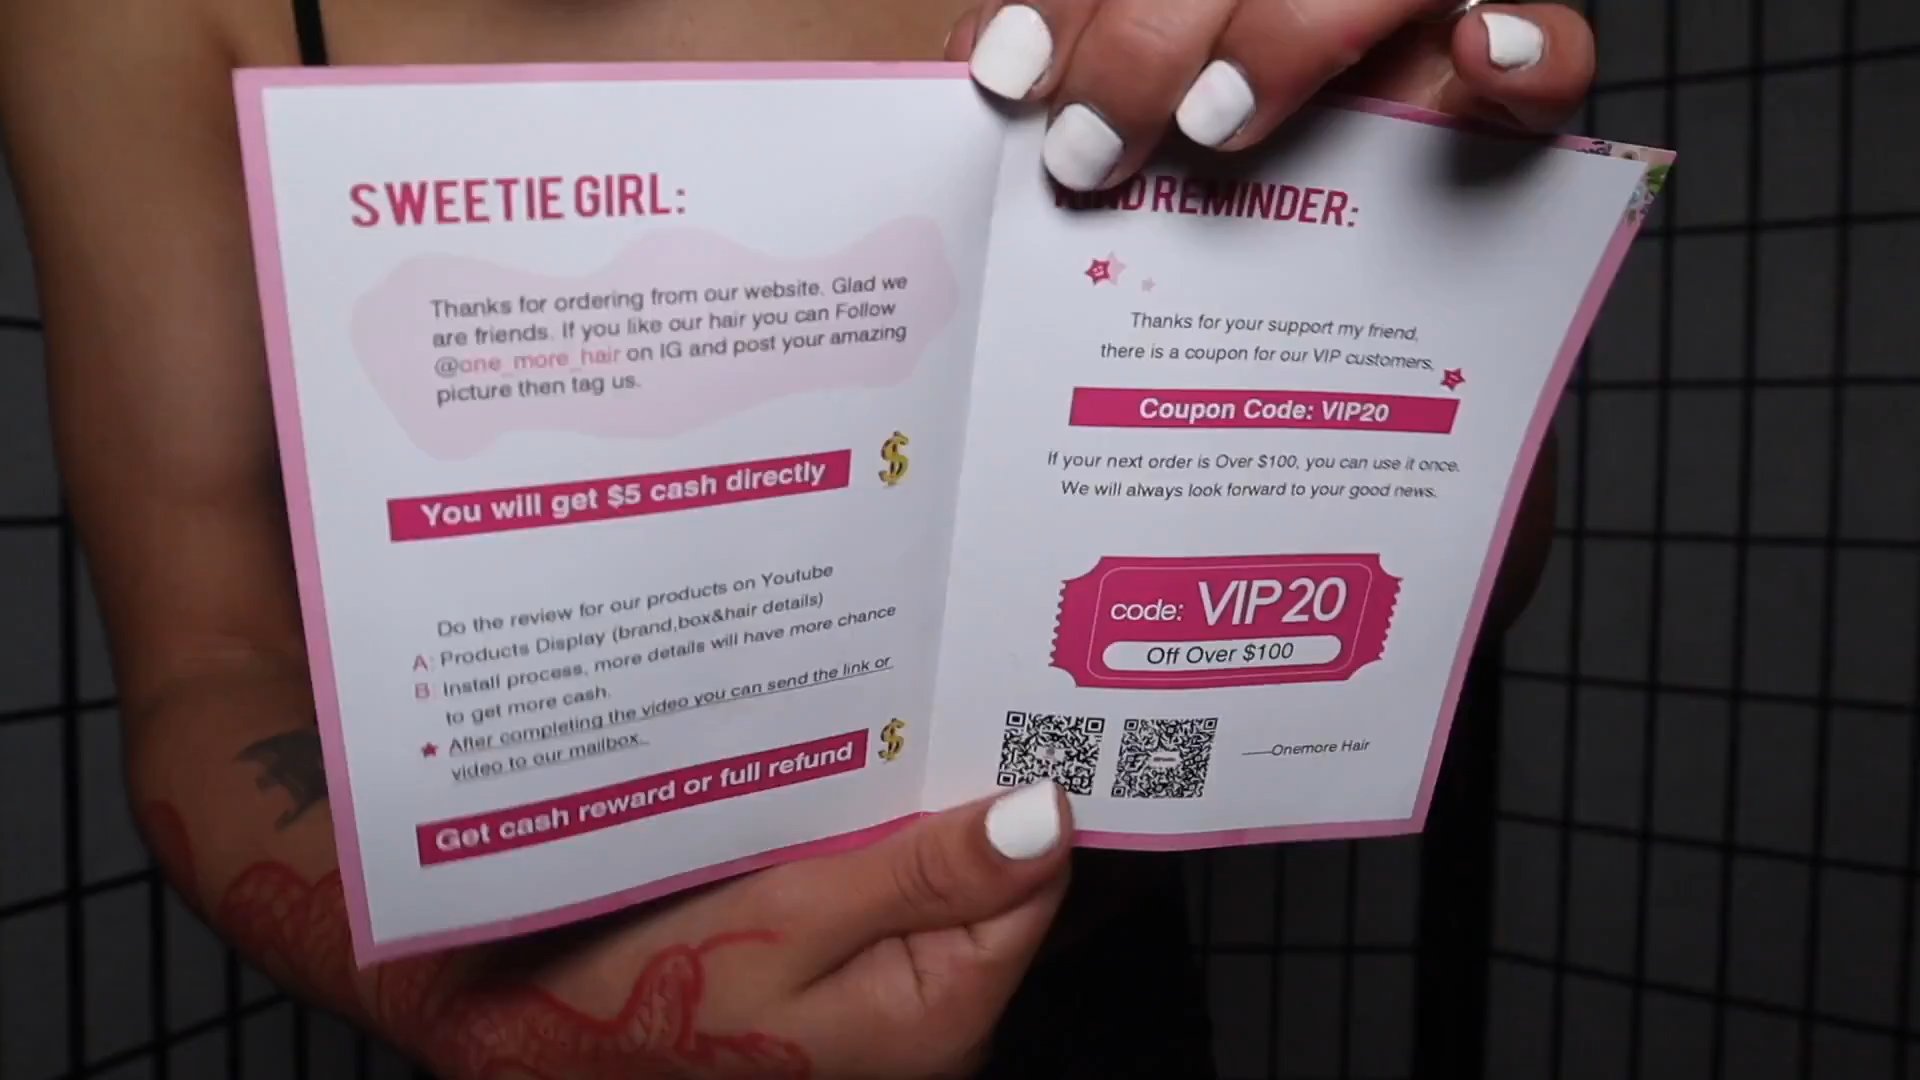 SWEETIE GIRL:
Thanks for ordering from our website. Glad we
are friends. If you like our hair you can Follow
@one_more_hair on IG and post your amazing
picture then tag us.
You will get $5 cash directly
$
Do the review for our products on Youtube
A: Products Display (brand,box&hair details)
B: Install process, more details will have more chance
to get more cash.
After completing the video you can send the link or
video to our mailbox.
Get cash reward or full refund
$
KIND REMINDER:
Thanks for your support my friend,
there is a coupon for our VIP customers.
Coupon Code: VIP20
If your next order is Over $100, you can use it once.
We will always look forward to your good news.
code: VIP20
Off Over $100
——Onemore Hair